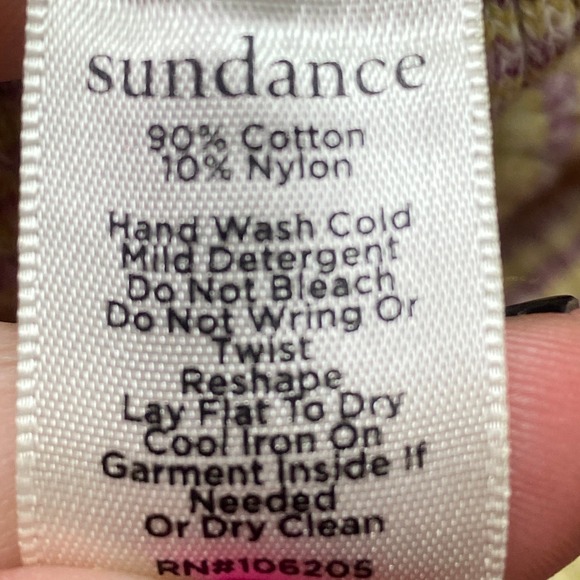 sundance
90% Cotton
10% Nylon
Hand Wash Cold
Mild Detergent
Do Not Bleach
Do Not Wring Or
Twist
Reshape
Lay Flat To Dry
Cool Iron On
Garment Inside If
Needed
Or Dry Clean
RN#106205